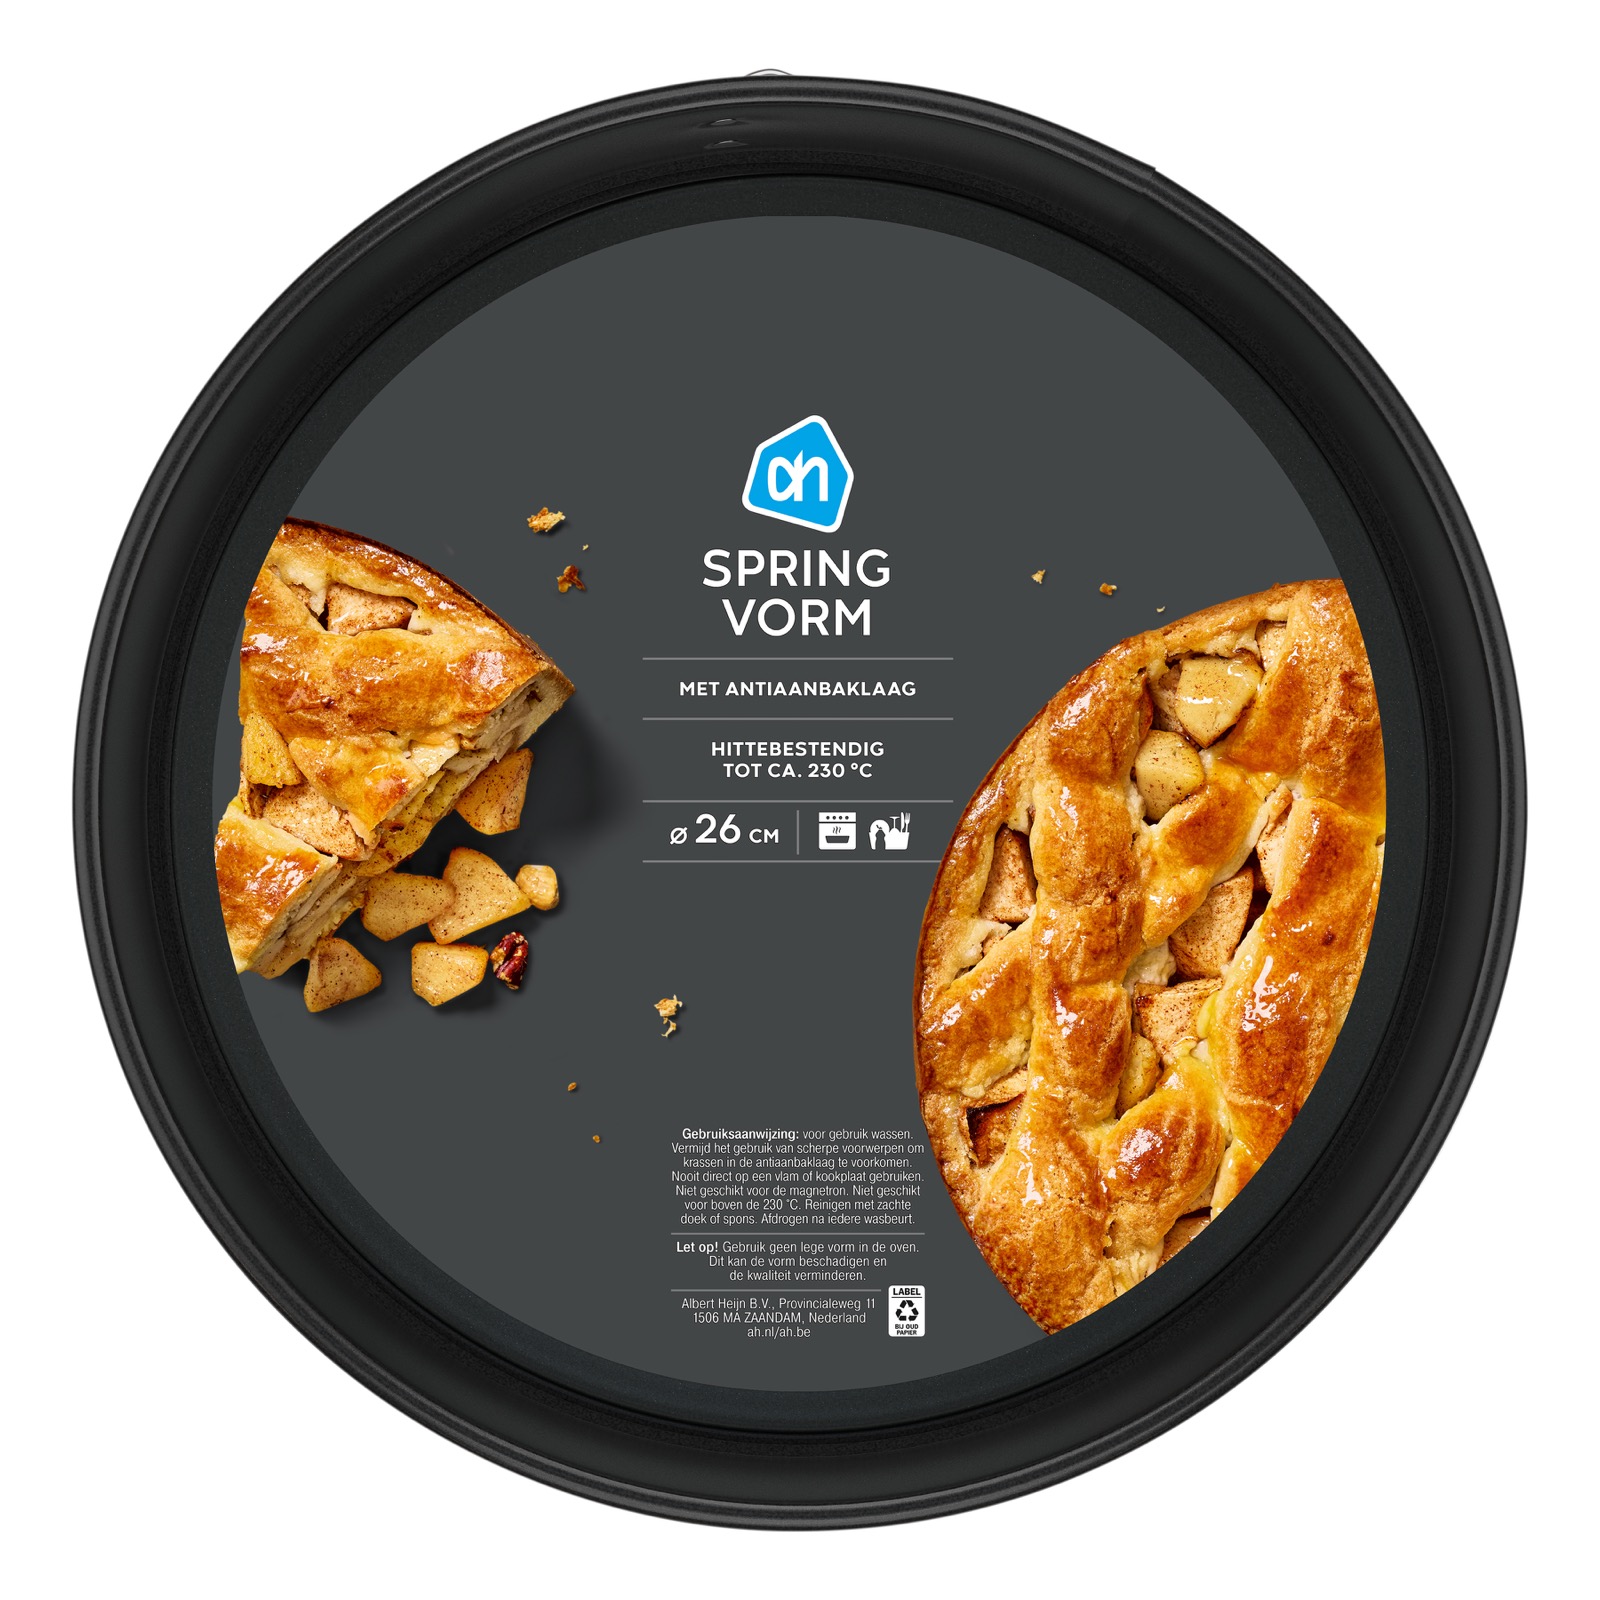 ah
SPRING
VORM
MET ANTIAANBAKLAAG
HITTEBESTENDIG
TOT CA. 230 °C
ø 26 CM
Gebruiksaanwijzing: voor gebruik wassen.
Vermijd het gebruik van scherpe voorwerpen om
krassen in de antiaanbaklaag te voorkomen.
Nooit direct op een vlam of kookplaat gebruiken.
Niet geschikt voor de magnetron. Niet geschikt
voor boven de 230 °C. Reinigen met zachte
doek of spons. Afdrogen na iedere wasbeurt.
Let op! Gebruik geen lege vorm in de oven.
Dit kan de vorm beschadigen en
de kwaliteit verminderen.
Albert Heijn B.V., Provincialeweg 11
1506 MA ZAANDAM, Nederland
ah.nl/ah.be
LABEL
BIJ OUD
PAPIER